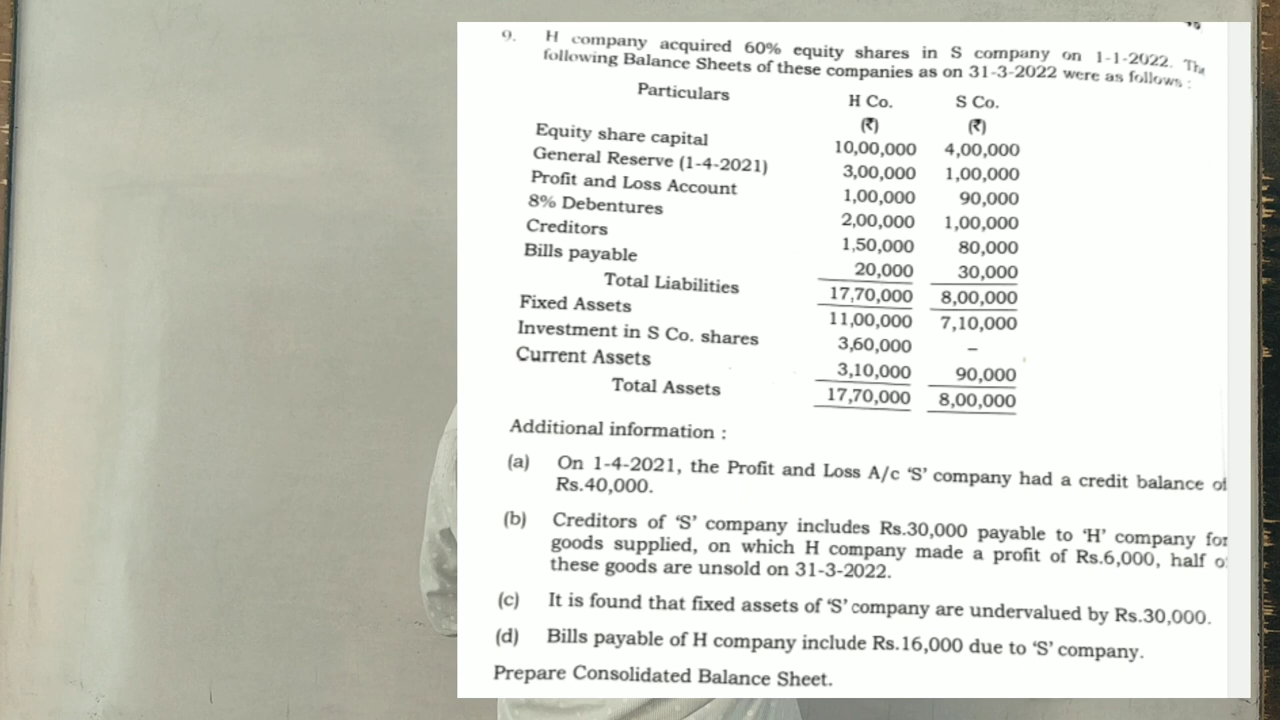 9. H company acquired 60% equity shares in S company on 1-1-2022. The
following Balance Sheets of these companies as on 31-3-2022 were as follows :
Particulars H Co. S Co.
(₹) (₹)
Equity share capital 10,00,000 4,00,000
General Reserve (1-4-2021) 3,00,000 1,00,000
Profit and Loss Account 1,00,000 90,000
8% Debentures 2,00,000 1,00,000
Creditors 1,50,000 80,000
Bills payable 20,000 30,000
Total Liabilities 17,70,000 8,00,000
Fixed Assets 11,00,000 7,10,000
Investment in S Co. shares 3,60,000 –
Current Assets 3,10,000 90,000
Total Assets 17,70,000 8,00,000
Additional information :
(a) On 1-4-2021, the Profit and Loss A/c ‘S’ company had a credit balance of
Rs.40,000.
(b) Creditors of ‘S’ company includes Rs.30,000 payable to ‘H’ company for
goods supplied, on which H company made a profit of Rs.6,000, half o
these goods are unsold on 31-3-2022.
(c) It is found that fixed assets of ‘S’ company are undervalued by Rs.30,000.
(d) Bills payable of H company include Rs.16,000 due to ‘S’ company.
Prepare Consolidated Balance Sheet.